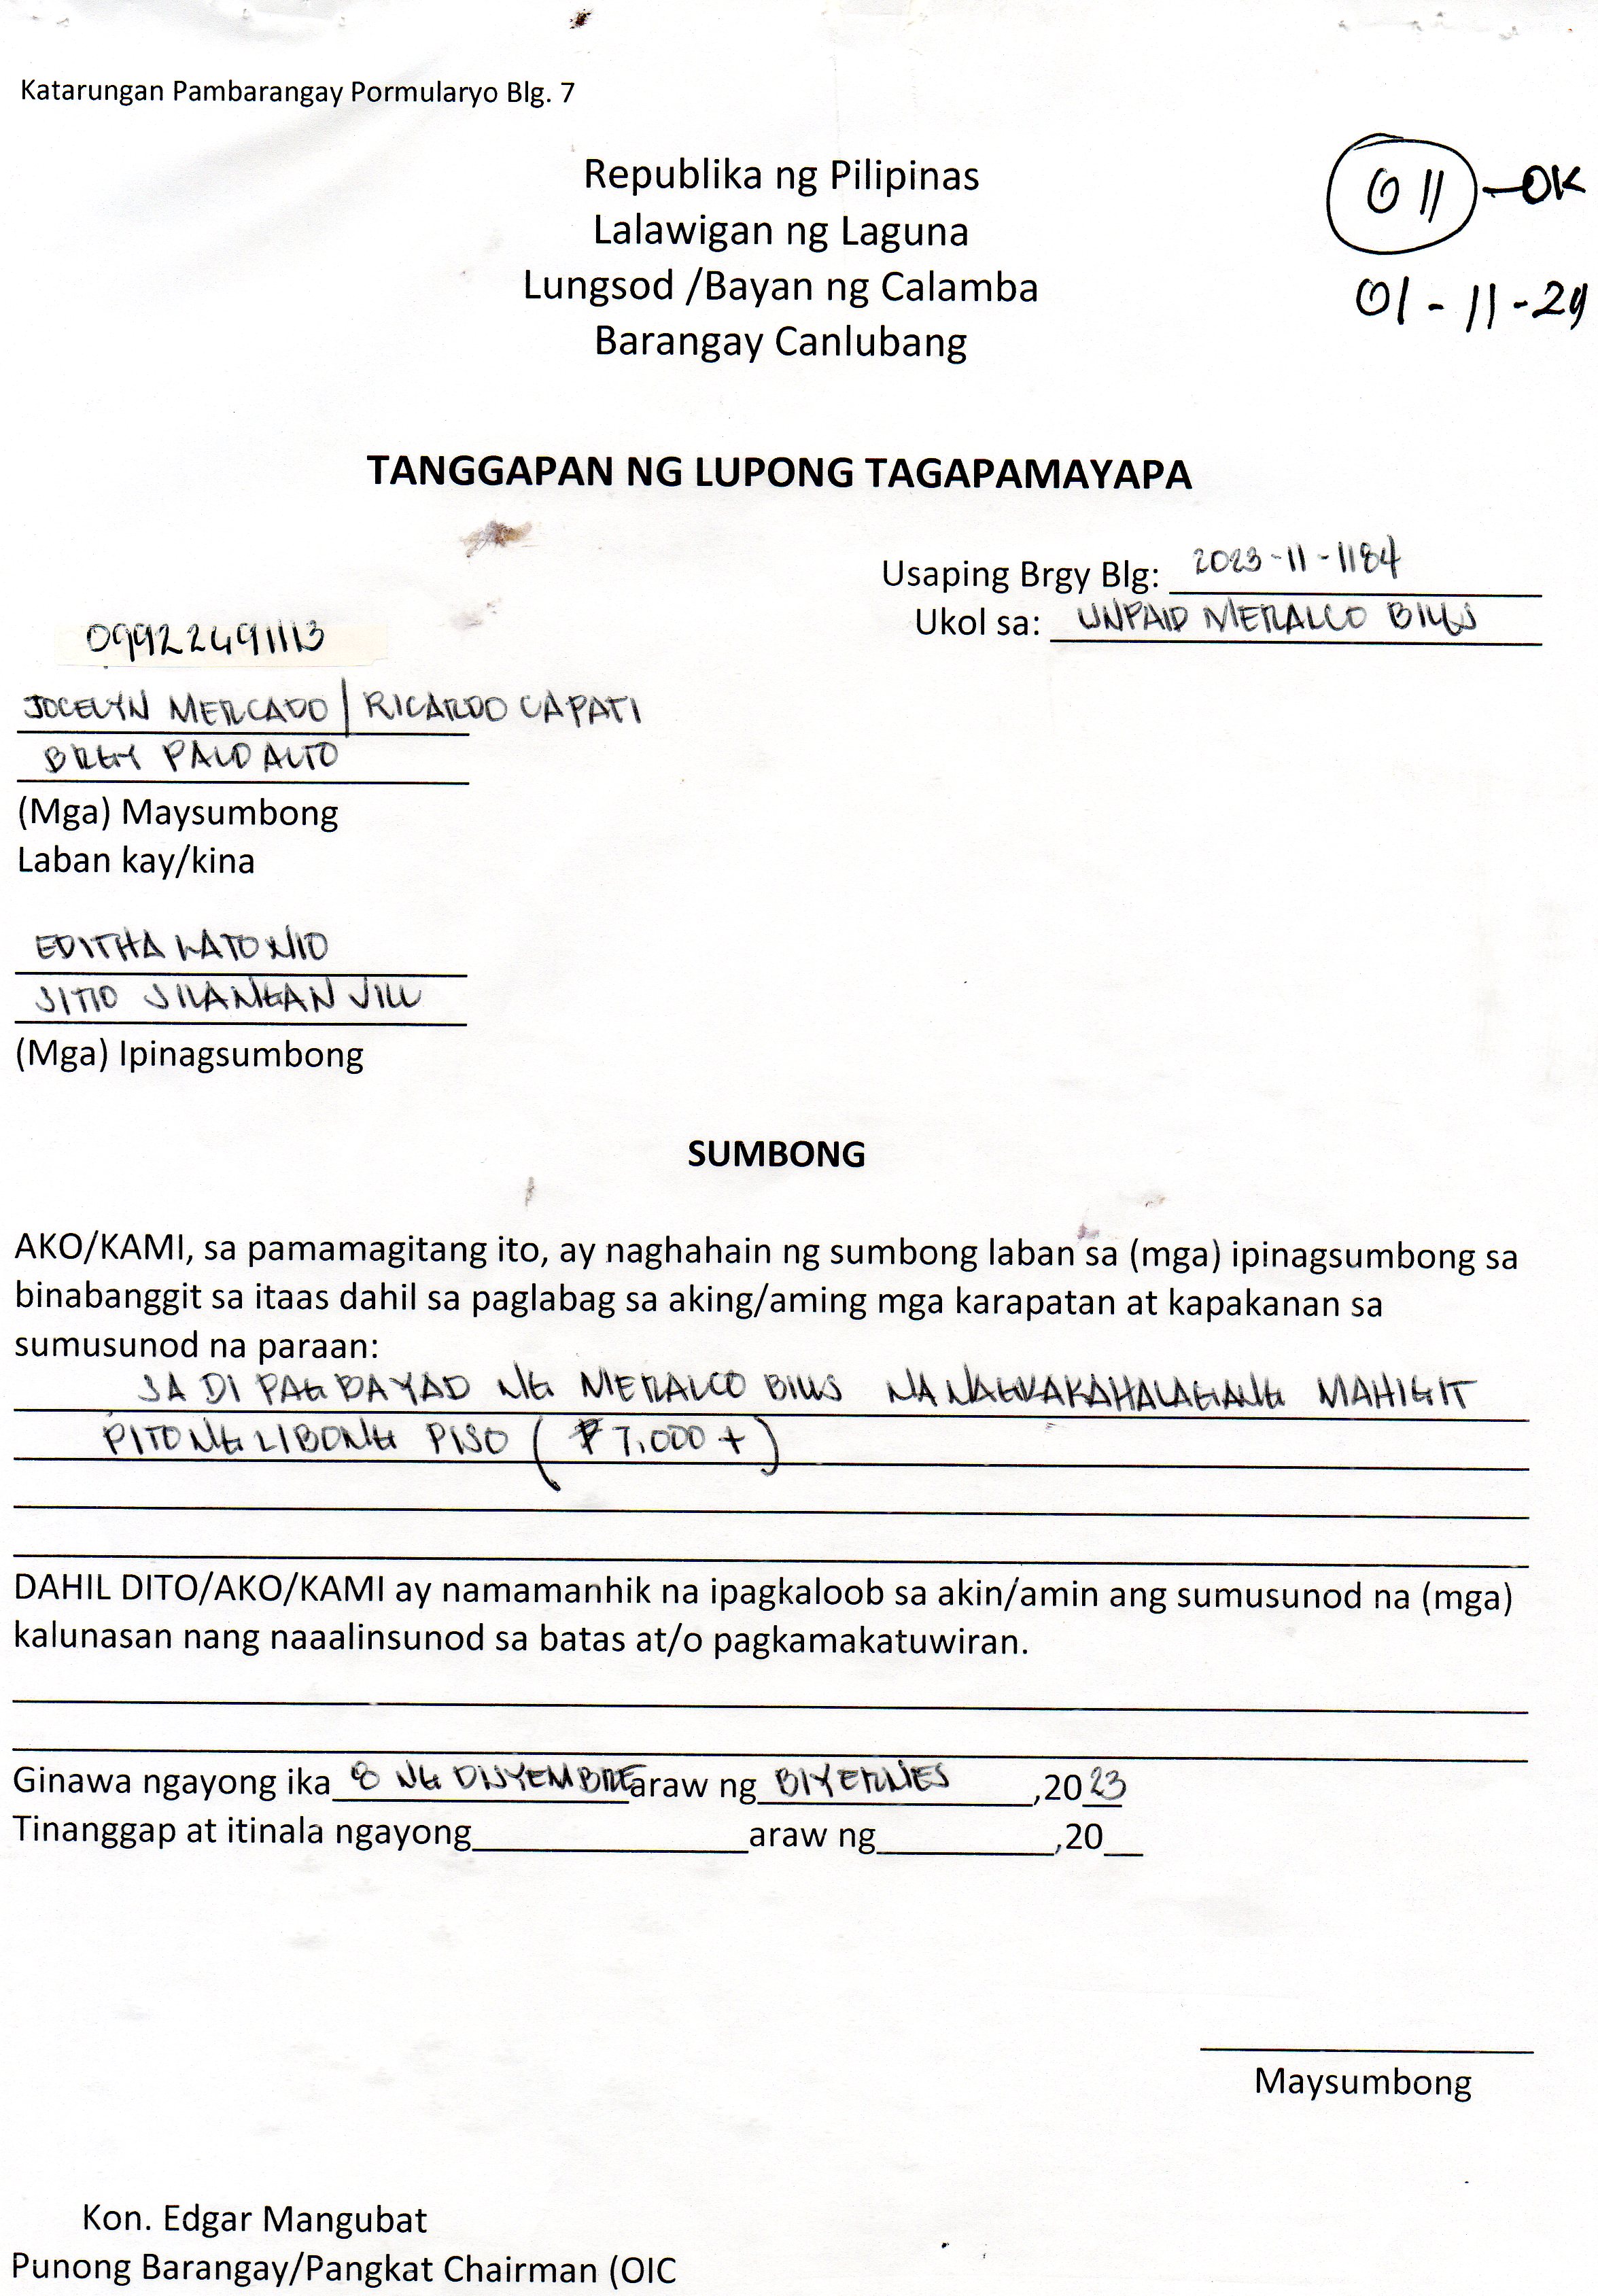 Katarungan Pambarangay Pormularyo Blg. 7
Republika ng Pilipinas
Lalawigan ng Laguna
Lungsod /Bayan ng Calamba
Barangay Canlubang
011 - OK
01 - 11 - 24
TANGGAPAN NG LUPONG TAGAPAMAYAPA
Usaping Brgy Blg: 2023-11-1184
Ukol sa: UNPAID MERALCO BILLS
09922491113
JOCELYN MERCADO / RICARDO CAPATI
BRGY PALO ALTO
(Mga) Maysumbong
Laban kay/kina
EDITHA LATONIO
SITIO SILANGAN VILL
(Mga) Ipinagsumbong
SUMBONG
AKO/KAMI, sa pamamagitang ito, ay naghahain ng sumbong laban sa (mga) ipinagsumbong sa
binabanggit sa itaas dahil sa paglabag sa aking/aming mga karapatan at kapakanan sa
sumusunod na paraan:
SA DI PAG BAYAD NG MERALCO BILLS NA NAGKAKAHALAGANG MAHIGIT
PITONG LIBONG PISO ( ₱ 7,000 + )
DAHIL DITO/AKO/KAMI ay namamanhik na ipagkaloob sa akin/amin ang sumusunod na (mga)
kalunasan nang naaalinsunod sa batas at/o pagkamakatuwiran.
Ginawa ngayong ika 8 NG DISYEMBRE araw ng BIYERNES ,2023
Tinanggap at itinala ngayong______araw ng______,20__
Maysumbong
Kon. Edgar Mangubat
Punong Barangay/Pangkat Chairman (OIC